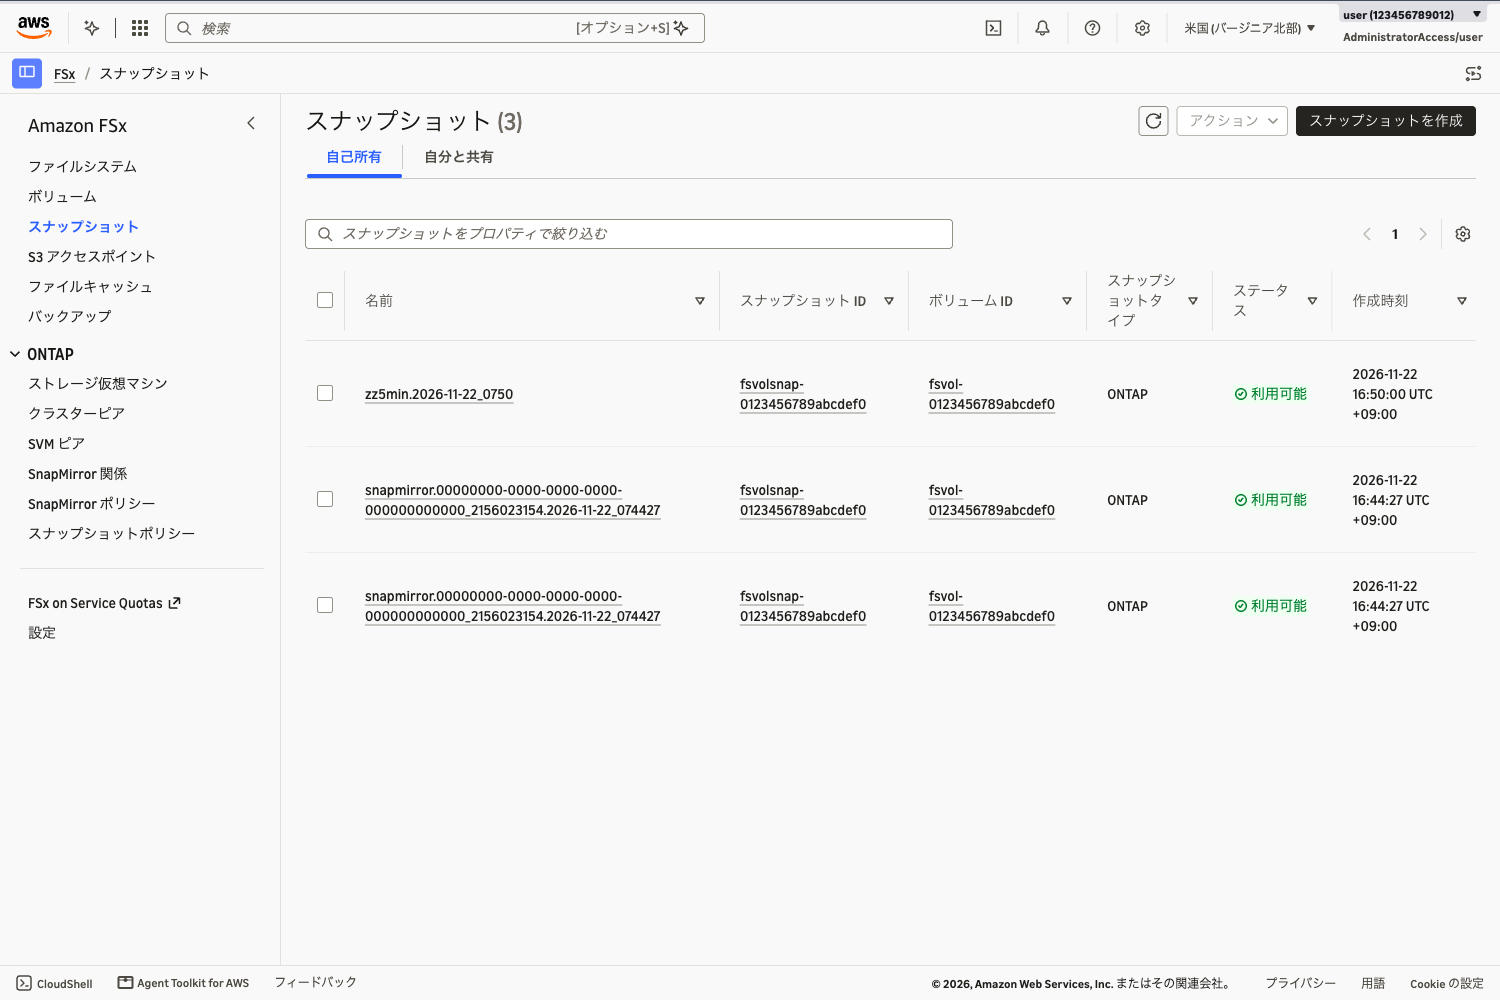 aws
検索
[オプション+S]
米国 (バージニア北部)
user (123456789012)
AdministratorAccess/user
FSx / スナップショット
Amazon FSx
ファイルシステム
ボリューム
スナップショット
S3 アクセスポイント
ファイルキャッシュ
バックアップ
ONTAP
ストレージ仮想マシン
クラスターピア
SVM ピア
SnapMirror 関係
SnapMirror ポリシー
スナップショットポリシー
FSx on Service Quotas
設定
スナップショット (3)
アクション
スナップショットを作成
自己所有
自分と共有
スナップショットをプロパティで絞り込む
1
名前
スナップショット ID
ボリューム ID
スナップシ
ョットタ
イプ
ステータ
ス
作成時刻
zz5min.2026-11-22_0750
fsvolsnap-
0123456789abcdef0
fsvol-
0123456789abcdef0
ONTAP
利用可能
2026-11-22
16:50:00 UTC
+09:00
snapmirror.00000000-0000-0000-0000-
000000000000_2156023154.2026-11-22_074427
fsvolsnap-
0123456789abcdef0
fsvol-
0123456789abcdef0
ONTAP
利用可能
2026-11-22
16:44:27 UTC
+09:00
snapmirror.00000000-0000-0000-0000-
000000000000_2156023154.2026-11-22_074427
fsvolsnap-
0123456789abcdef0
fsvol-
0123456789abcdef0
ONTAP
利用可能
2026-11-22
16:44:27 UTC
+09:00
CloudShell
Agent Toolkit for AWS
フィードバック
© 2026, Amazon Web Services, Inc. またはその関連会社。
プライバシー
用語
Cookie の設定